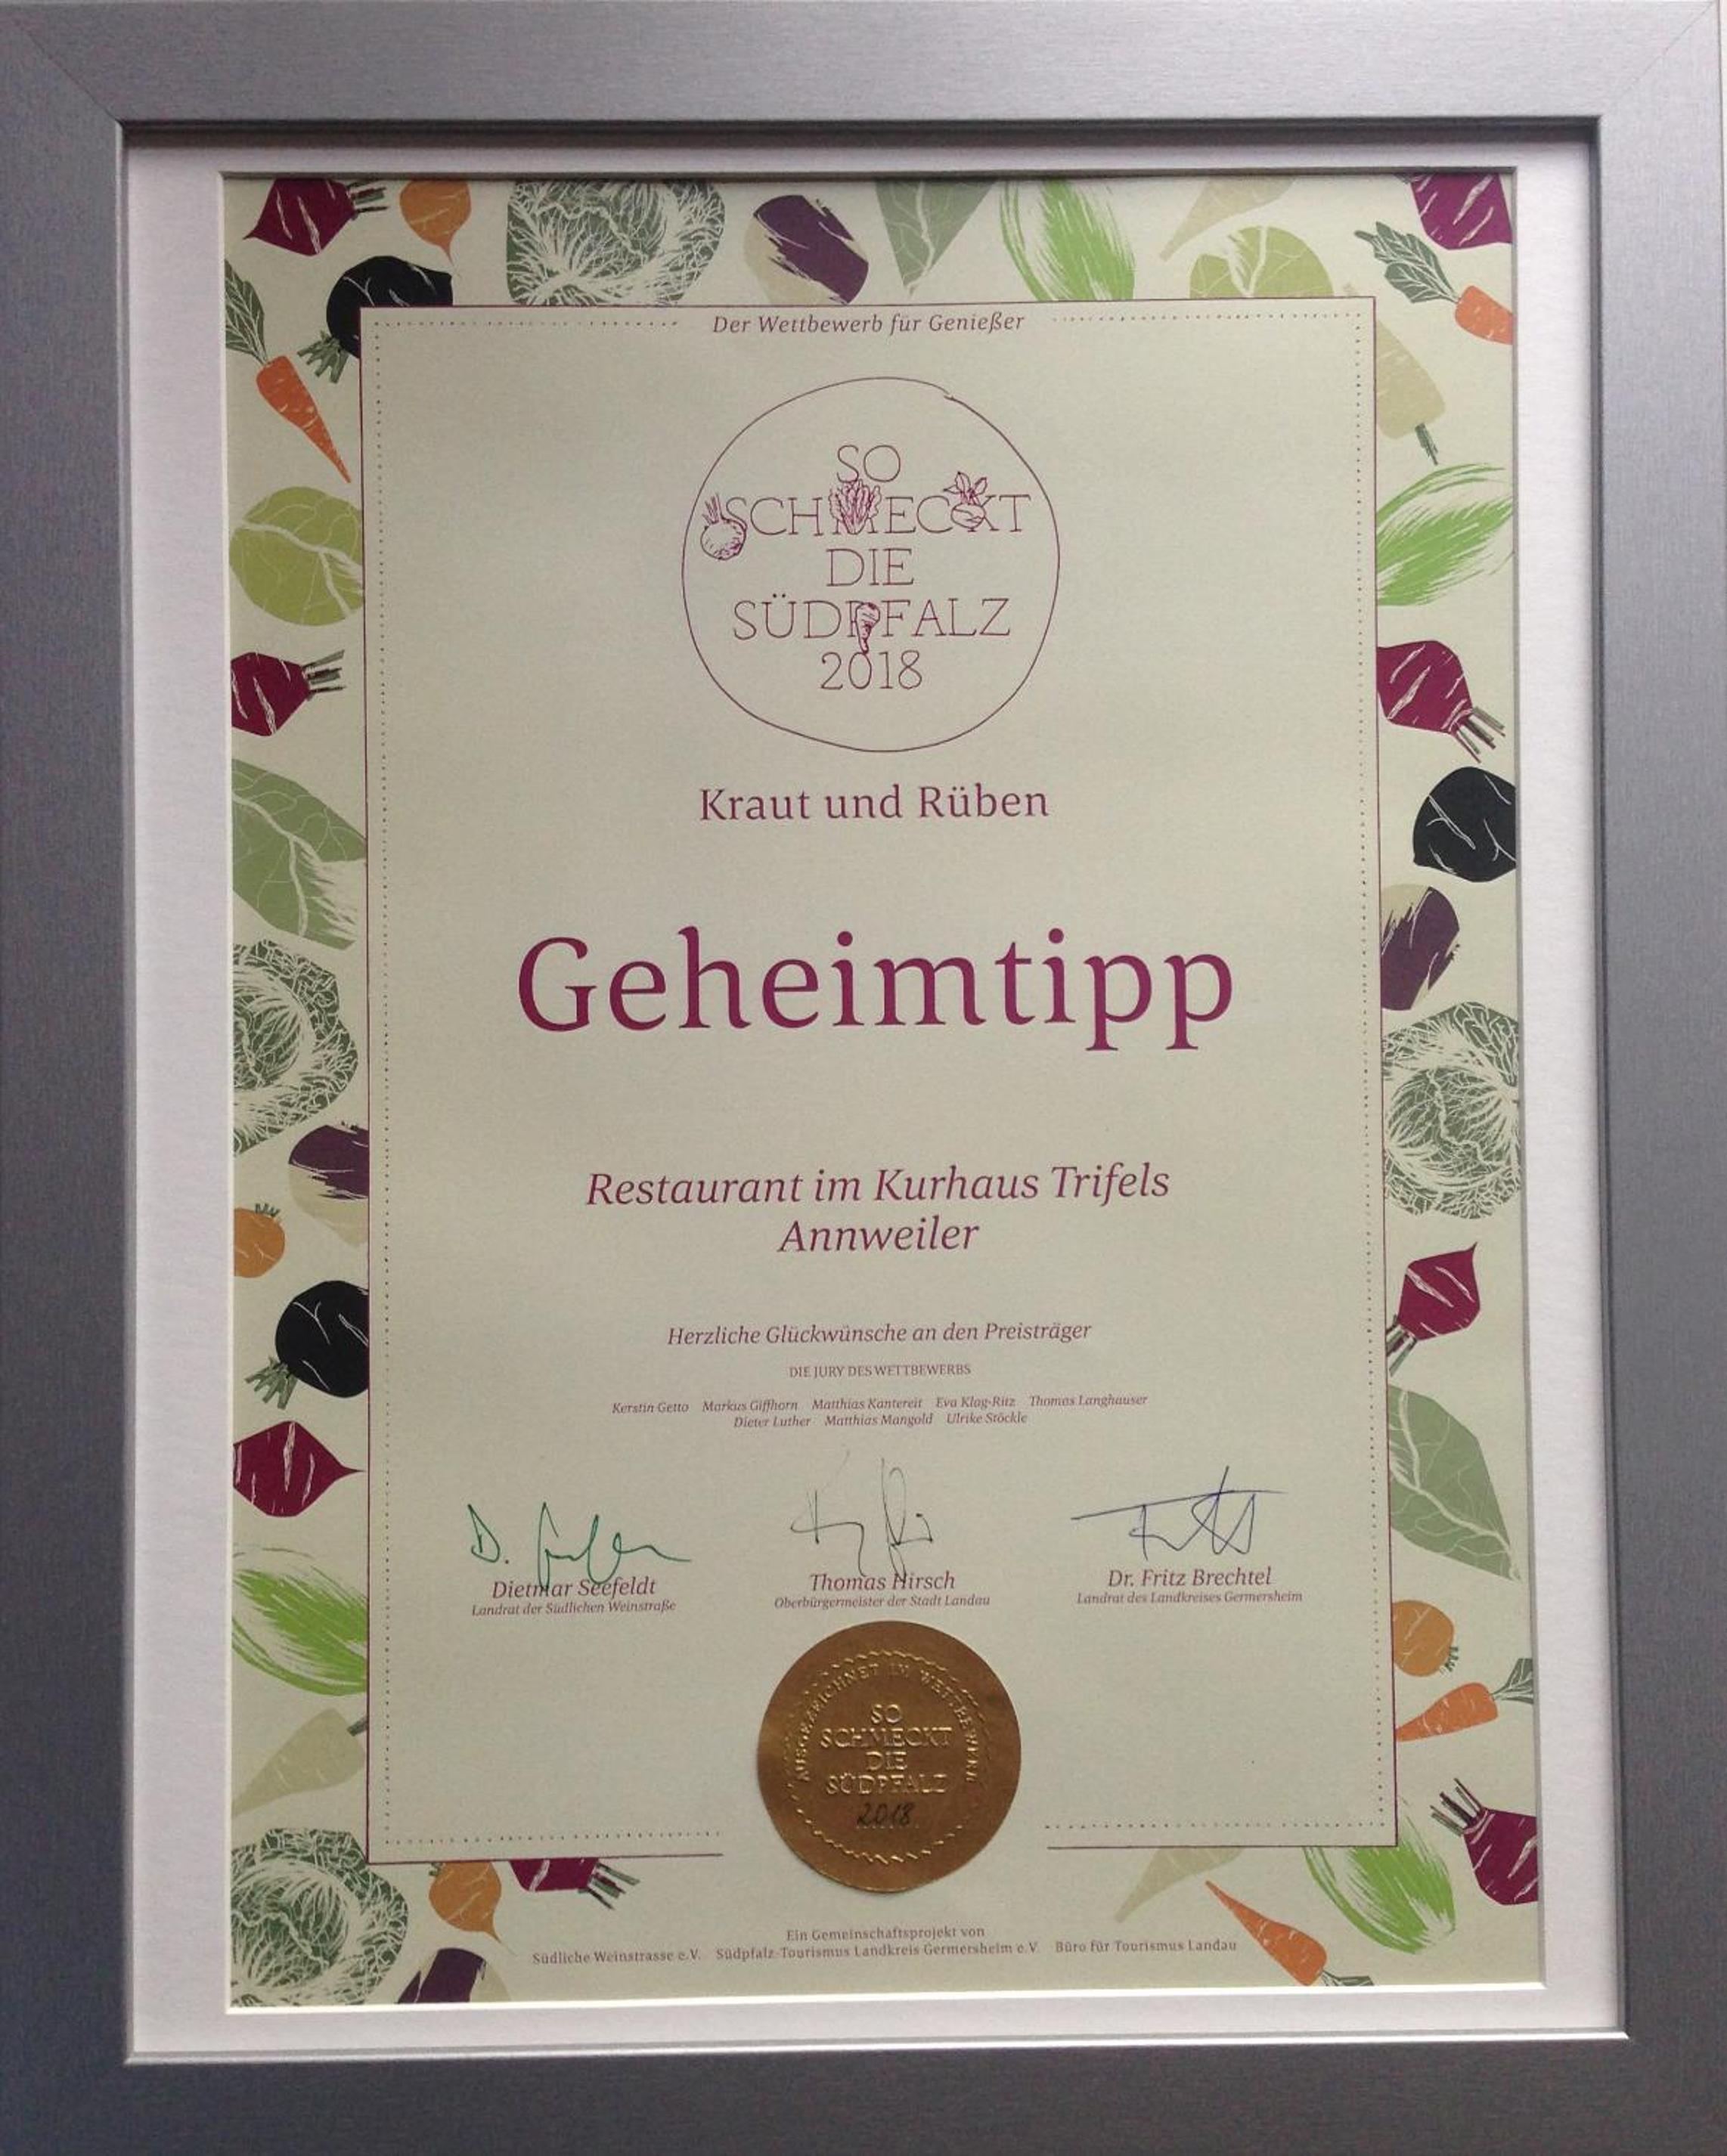 Der Wettbewerb für Genießer
SO
SCHMECKT
DIE
SÜDPFALZ
2018
Kraut und Rüben
Geheimtipp
Restaurant im Kurhaus Trifels
Annweiler
Herzliche Glückwünsche an den Preisträger
DIE JURY DES WETTBEWERBS
Kerstin Getto Markus Giffhorn Matthias Kantereit Eva Klag-Ritz Thomas Langhauser
Dieter Luther Matthias Mangold Ulrike Stöckle
Dietmar Seefeldt
Landrat der Südlichen Weinstraße
Thomas Hirsch
Oberbürgermeister der Stadt Landau
Dr. Fritz Brechtel
Landrat des Landkreises Germersheim
AUSGEZEICHNET IM WETTBEWERB
SO
SCHMECKT
DIE
SÜDPFALZ
2018
Ein Gemeinschaftsprojekt von
Südliche Weinstrasse e.V. Südpfalz-Tourismus Landkreis Germersheim e.V. Büro für Tourismus Landau